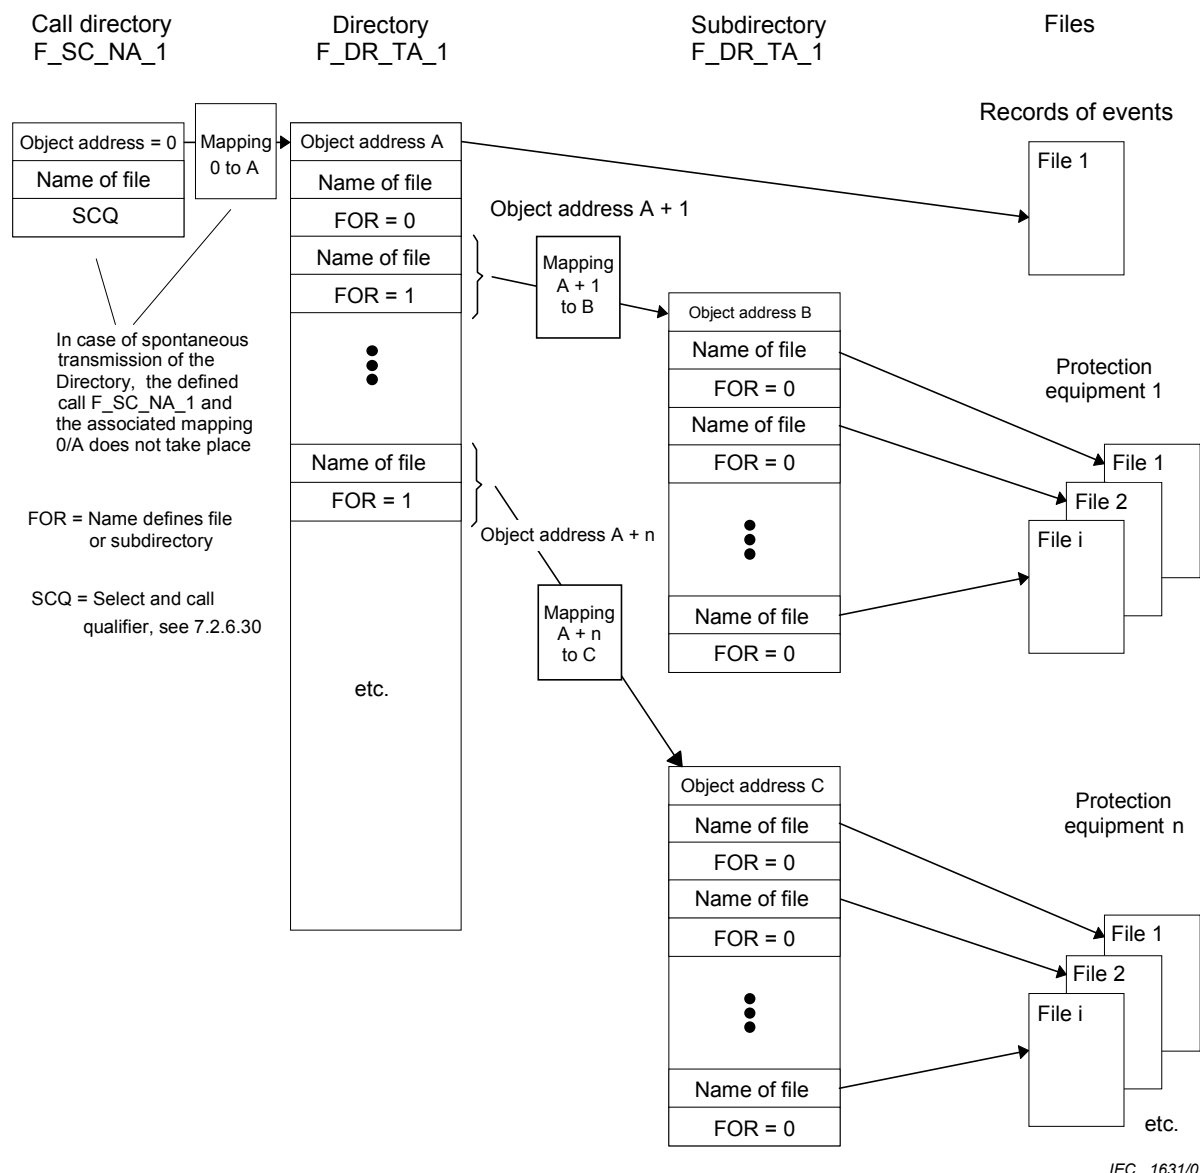 Call directory
F_SC_NA_1
Directory
F_DR_TA_1
Subdirectory
F_DR_TA_1
Files
Records of events
Object address = 0
Name of file
SCQ
Mapping
0 to A
Object address A
Name of file
FOR = 0
Name of file
FOR = 1
Name of file
FOR = 1
etc.
File 1
Object address A + 1
Mapping
A + 1
to B
In case of spontaneous
transmission of the
Directory, the defined
call F_SC_NA_1 and
the associated mapping
0/A does not take place
FOR = Name defines file
or subdirectory
SCQ = Select and call
qualifier, see 7.2.6.30
Object address B
Name of file
FOR = 0
Name of file
FOR = 0
Name of file
FOR = 0
Protection
equipment 1
File 1
File 2
File i
Object address A + n
Mapping
A + n
to C
Object address C
Name of file
FOR = 0
Name of file
FOR = 0
Name of file
FOR = 0
Protection
equipment n
File 1
File 2
File i
etc.
IEC 1631/0